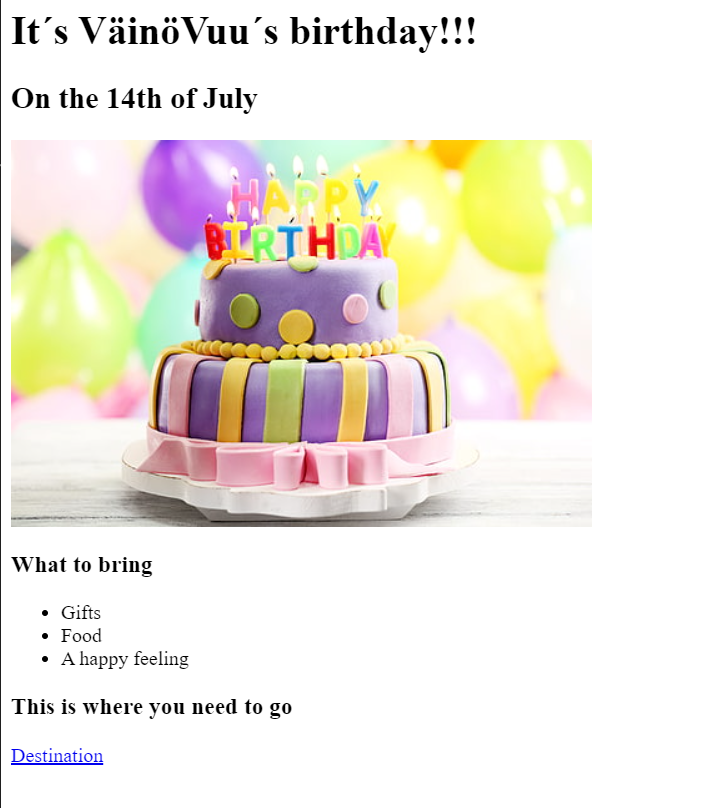 It´s VäinöVuu´s birthday!!!
On the 14th of July
HAPPY
BIRTHDAY
What to bring
Gifts
Food
A happy feeling
This is where you need to go
Destination